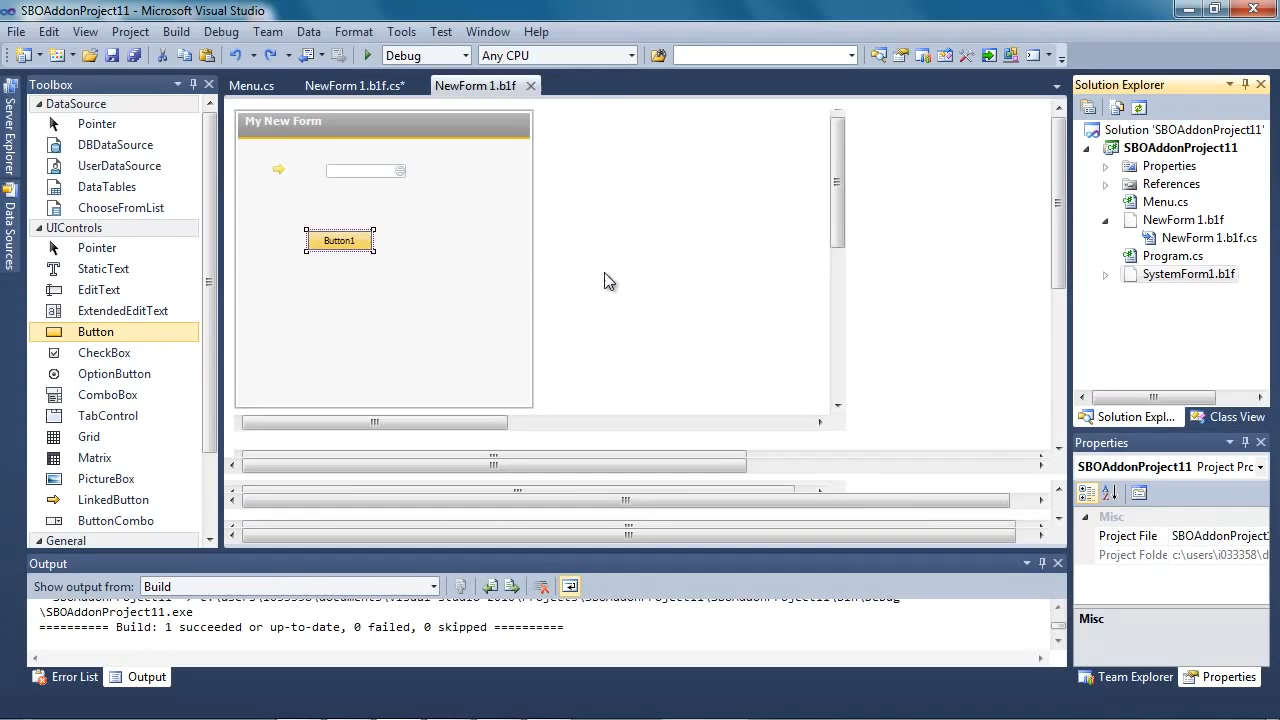 SBOAddonProject11 - Microsoft Visual Studio
File Edit View Project Build Debug Team Data Format Tools Test Window Help
Debug Any CPU
Toolbox
Menu.cs NewForm 1.b1f.cs* NewForm 1.b1f
Solution Explorer
Server Explorer
Data Sources
DataSource
Pointer
DBDataSource
UserDataSource
DataTables
ChooseFromList
UIControls
Pointer
StaticText
EditText
ExtendedEditText
Button
CheckBox
OptionButton
ComboBox
TabControl
Grid
Matrix
PictureBox
LinkedButton
ButtonCombo
General
My New Form
Button1
Solution 'SBOAddonProject11'
SBOAddonProject11
Properties
References
Menu.cs
NewForm 1.b1f
NewForm 1.b1f.cs
Program.cs
SystemForm1.b1f
Solution Expl... Class View
Properties
SBOAddonProject11 Project Prc
Misc
Project File SBOAddonProject1
Project Folde c:\users\i033358\d
Misc
Team Explorer Properties
Output
Show output from: Build
\SBOAddonProject11.exe
========== Build: 1 succeeded or up-to-date, 0 failed, 0 skipped ==========
Error List Output